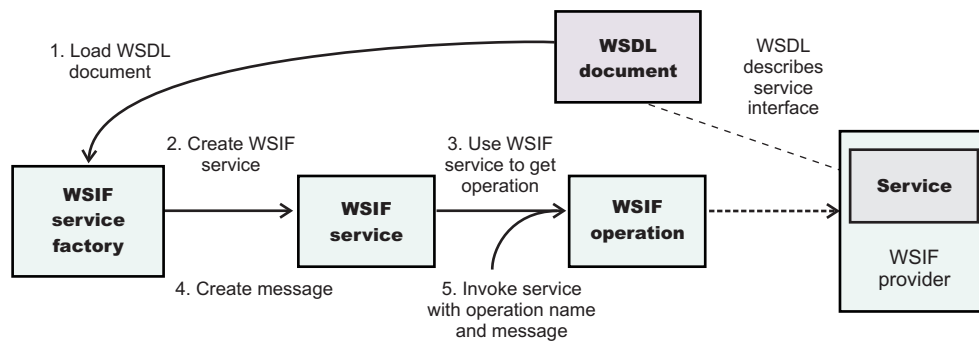 1. Load WSDL
document
WSDL
document
WSDL
describes
service
interface
2. Create WSIF
service
3. Use WSIF
service to get
operation
WSIF
service
factory
WSIF
service
WSIF
operation
Service
WSIF
provider
4. Create message
5. Invoke service
with operation name
and message